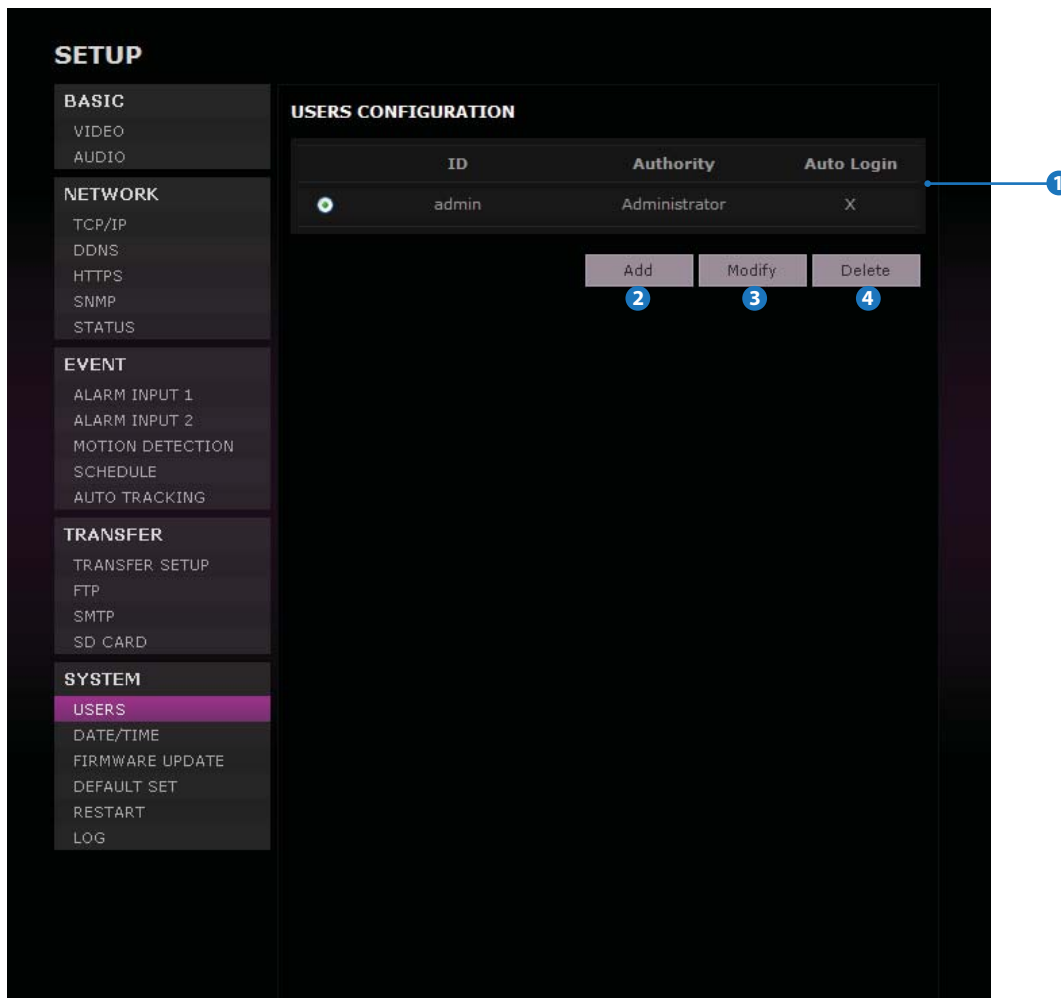 SETUP
BASIC
VIDEO
AUDIO
NETWORK
TCP/IP
DDNS
HTTPS
SNMP
STATUS
EVENT
ALARM INPUT 1
ALARM INPUT 2
MOTION DETECTION
SCHEDULE
AUTO TRACKING
TRANSFER
TRANSFER SETUP
FTP
SMTP
SD CARD
SYSTEM
USERS
DATE/TIME
FIRMWARE UPDATE
DEFAULT SET
RESTART
LOG
USERS CONFIGURATION
ID Authority Auto Login
admin Administrator X
1
Add Modify Delete
2 3 4